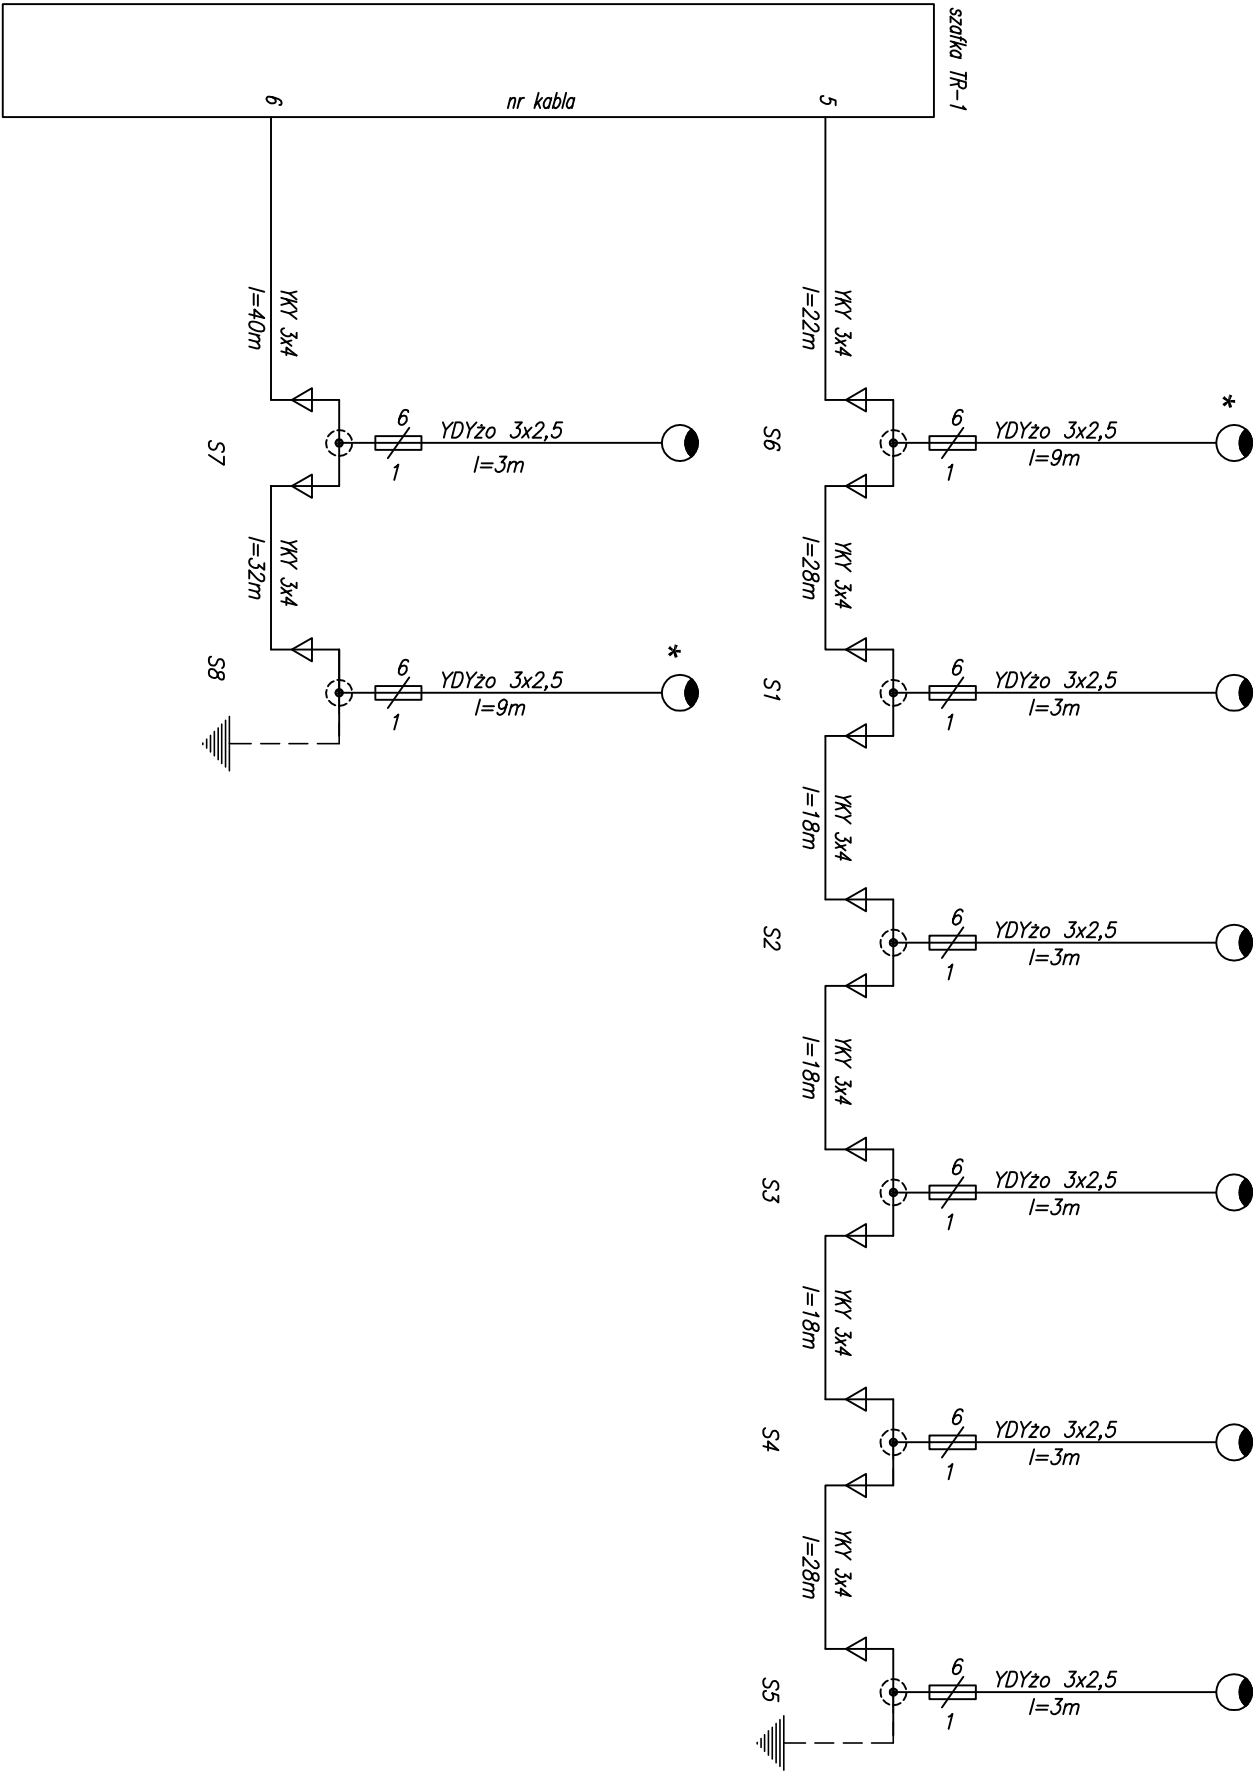 szafka TR-1
5
nr kabla
6
YKY 3x4
l=22m
*
6
YDYżo 3x2,5
1
l=9m
S6
YKY 3x4
l=28m
6
YDYżo 3x2,5
1
l=3m
S1
YKY 3x4
l=18m
6
YDYżo 3x2,5
1
l=3m
S2
YKY 3x4
l=18m
6
YDYżo 3x2,5
1
l=3m
S3
YKY 3x4
l=18m
6
YDYżo 3x2,5
1
l=3m
S4
YKY 3x4
l=28m
6
YDYżo 3x2,5
1
l=3m
S5
YKY 3x4
l=40m
6
YDYżo 3x2,5
1
l=3m
S7
YKY 3x4
l=32m
*
6
YDYżo 3x2,5
1
l=9m
S8